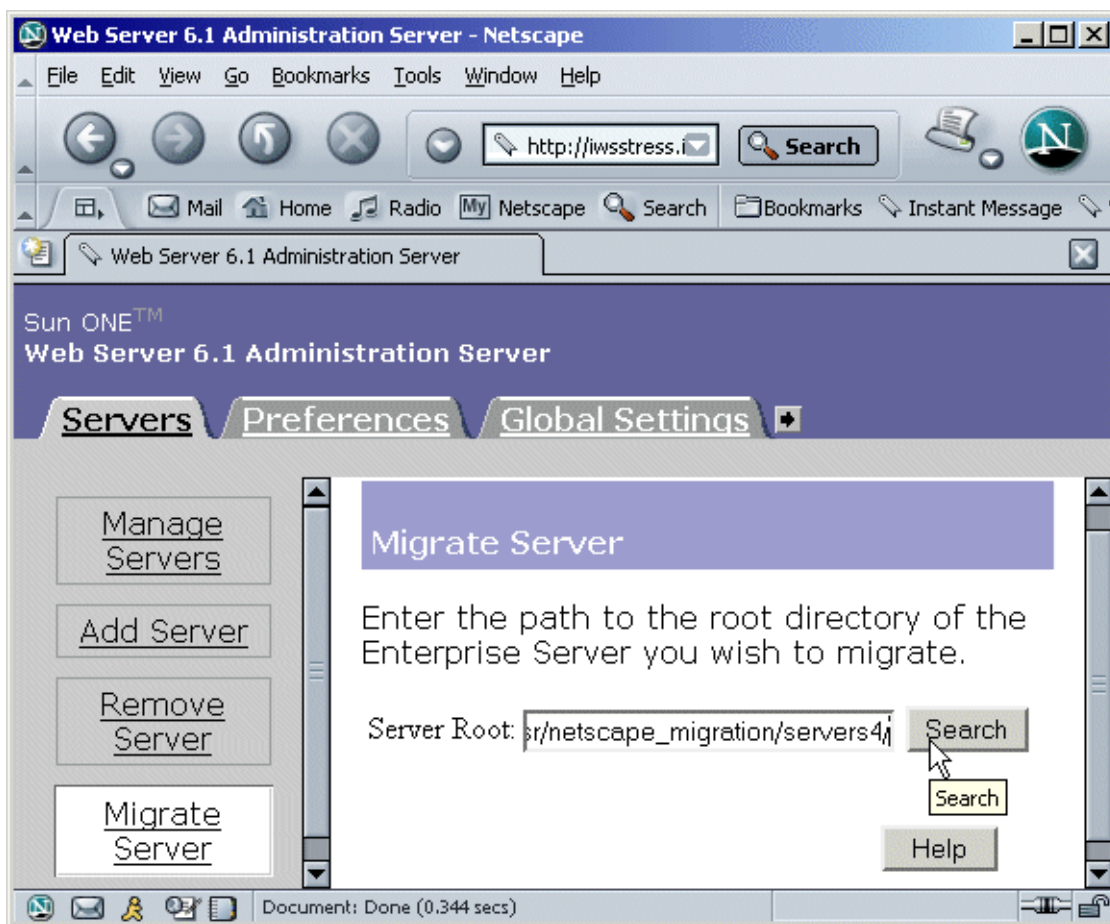 Web Server 6.1 Administration Server - Netscape
File Edit View Go Bookmarks Tools Window Help
http://iwsstress.i Search N
Mail Home Radio My Netscape Search Bookmarks Instant Message
Web Server 6.1 Administration Server
Sun ONE™
Web Server 6.1 Administration Server
Servers Preferences Global Settings
Manage
Servers
Add Server
Remove
Server
Migrate
Server
Migrate Server
Enter the path to the root directory of the
Enterprise Server you wish to migrate.
Server Root: sr/netscape_migration/servers4/ Search
Search
Help
Document: Done (0.344 secs)